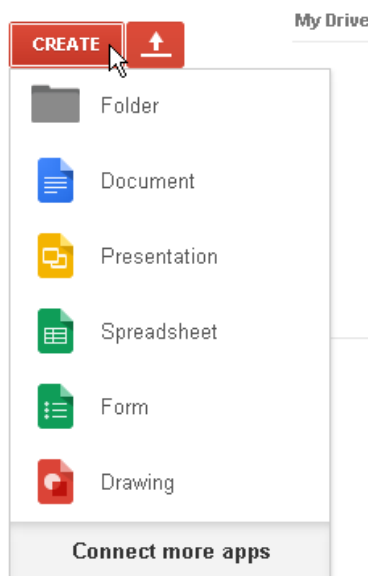 My Drive
CREATE
Folder
Document
Presentation
Spreadsheet
Form
Drawing
Connect more apps